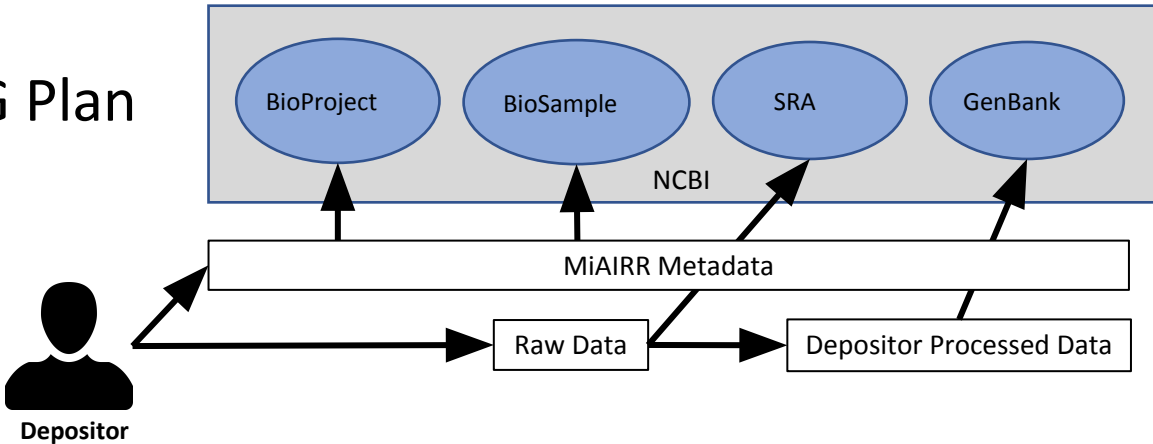 G Plan
BioProject
BioSample
SRA
GenBank
NCBI
MiAIRR Metadata
Raw Data
Depositor Processed Data
Depositor